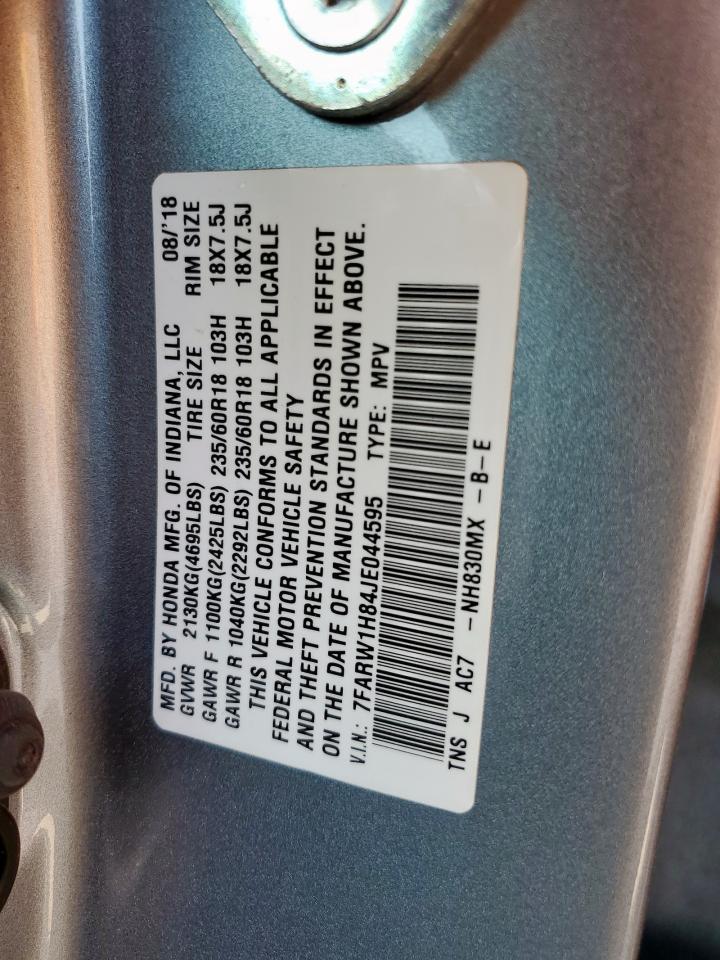 MFD. BY HONDA MFG. OF INDIANA, LLC 08/'18
GVWR 2130KG(4695LBS) TIRE SIZE RIM SIZE
GAWR F 1100KG(2425LBS) 235/60R18 103H 18X7.5J
GAWR R 1040KG(2292LBS) 235/60R18 103H 18X7.5J
THIS VEHICLE CONFORMS TO ALL APPLICABLE
FEDERAL MOTOR VEHICLE SAFETY
AND THEFT PREVENTION STANDARDS IN EFFECT
ON THE DATE OF MANUFACTURE SHOWN ABOVE.
V.I.N.: 7FARW1H84JE044595 TYPE: MPV
TNS J AC7 -NH830MX -B-E